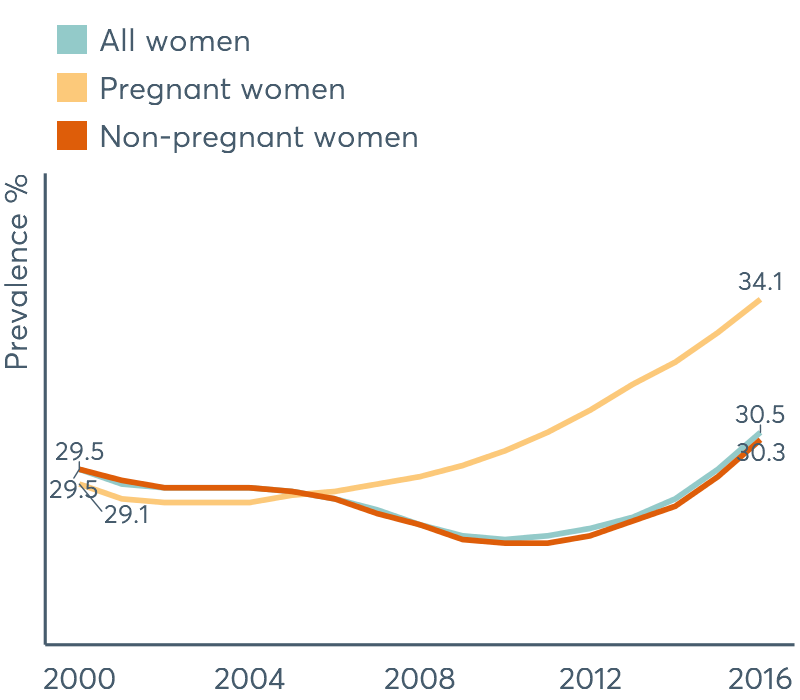 All women
Pregnant women
Non-pregnant women
Prevalence %
34.1
30.5
30.3
29.5
29.5
29.1
2000 2004 2008 2012 2016